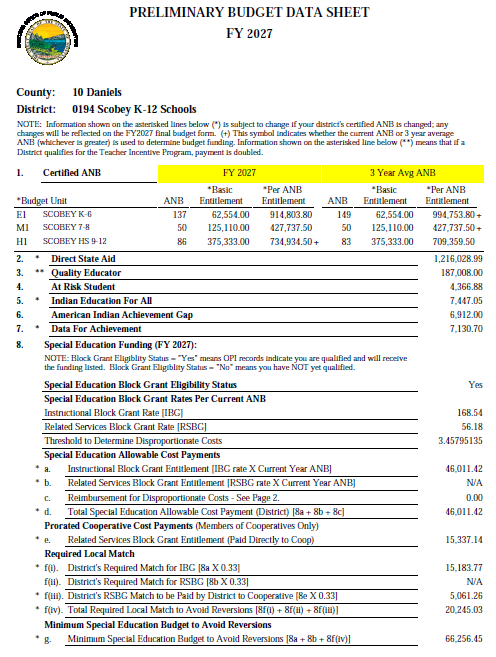 PRELIMINARY BUDGET DATA SHEET
FY 2027
County: 10 Daniels
District: 0194 Scobey K-12 Schools
NOTE: Information shown on the asterisked lines below (*) is subject to change if your district's certified ANB is changed; any
changes will be reflected on the FY2027 final budget form. (+) This symbol indicates whether the current ANB or 3 year average
ANB (whichever is greater) is used to determine budget funding. Information shown on the asterisked line below (**) means that if a
District qualifies for the Teacher Incentive Program, payment is doubled.
1. Certified ANB FY 2027 3 Year Avg ANB
*Basic *Per ANB *Basic *Per ANB
*Budget Unit ANB Entitlement Entitlement ANB Entitlement Entitlement
E1 SCOBEY K-6 137 62,554.00 914,803.80 149 62,554.00 994,753.80 +
M1 SCOBEY 7-8 50 125,110.00 427,737.50 50 125,110.00 427,737.50 +
H1 SCOBEY HS 9-12 86 375,333.00 734,934.50 + 83 375,333.00 709,359.50
2. * Direct State Aid 1,216,028.99
3. ** Quality Educator 187,008.00
4. At Risk Student 4,366.88
5. * Indian Education For All 7,447.05
6. American Indian Achievement Gap 6,912.00
7. * Data For Achievement 7,130.70
8. Special Education Funding (FY 2027):
NOTE: Block Grant Eligiblity Status = "Yes" means OPI records indicate you are qualified and will receive
the funding listed. Block Grant Eligiblity Status = "No" means you have NOT yet qualified.
Special Education Block Grant Eligibility Status Yes
Special Education Block Grant Rates Per Current ANB
Instructional Block Grant Rate [IBG] 168.54
Related Services Block Grant Rate [RSBG] 56.18
Threshold to Determine Disproportionate Costs 3.45795135
Special Education Allowable Cost Payments
* a. Instructional Block Grant Entitlement [IBG rate X Current Year ANB] 46,011.42
* b. Related Services Block Grant Entitlement [RSBG rate X Current Year ANB] N/A
c. Reimbursement for Disproportionate Costs - See Page 2. 0.00
* d. Total Special Education Allowable Cost Payment (District) [8a + 8b + 8c] 46,011.42
Prorated Cooperative Cost Payments (Members of Cooperatives Only)
* e. Related Services Block Grant Entitlement (Paid Directly to Coop) 15,337.14
Required Local Match
* f(i). District's Required Match for IBG [8a X 0.33] 15,183.77
f(ii). District's Required Match for RSBG [8b X 0.33] N/A
* f(iii). District's RSBG Match to be Paid by District to Cooperative [8e X 0.33] 5,061.26
* f(iv). Total Required Local Match to Avoid Reversions [8f(i) + 8f(ii) + 8f(iii)] 20,245.03
Minimum Special Education Budget to Avoid Reversions
* g. Minimum Special Education Budget to Avoid Reversions [8a + 8b + 8f(iv)] 66,256.45